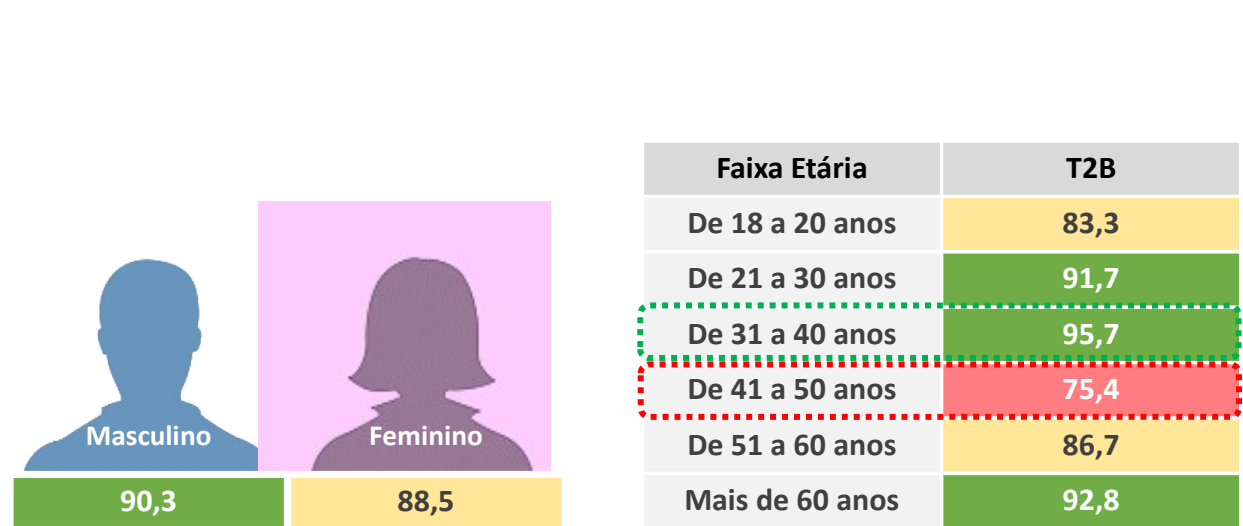 Masculino
Feminino
90,3
88,5
Faixa Etária T2B
De 18 a 20 anos 83,3
De 21 a 30 anos 91,7
De 31 a 40 anos 95,7
De 41 a 50 anos 75,4
De 51 a 60 anos 86,7
Mais de 60 anos 92,8